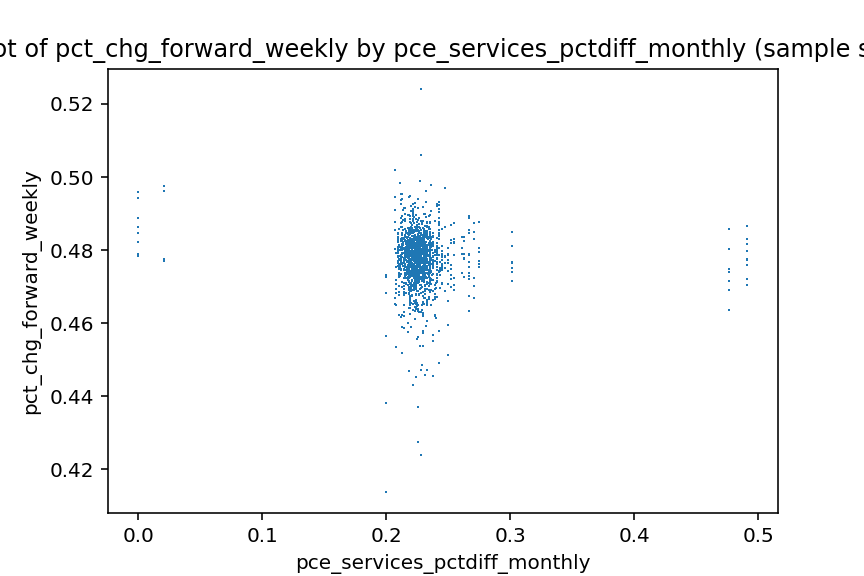 of pct_chg_forward_weekly by pce_services_pctdiff_monthly (sample
pct_chg_forward_weekly
0.52
0.50
0.48
0.46
0.44
0.42
0.0 0.1 0.2 0.3 0.4 0.5
pce_services_pctdiff_monthly